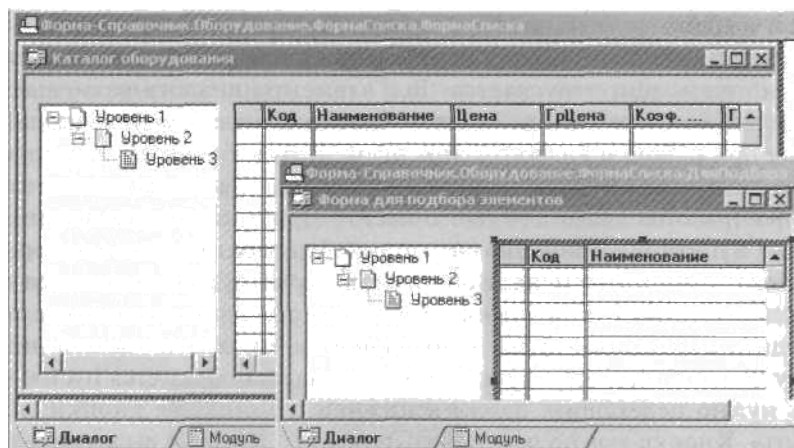 Форма-Справочник.Оборудование.ФормаСписка.ФормаСписка
Каталог оборудования
Уровень 1
Уровень 2
Уровень 3
Код Наименование Цена ГрЦена Коэф. ... Г
Форма-Справочник.Оборудование.ФормаСписка.ДляПодбора
Форма для подбора элементов
Уровень 1
Уровень 2
Уровень 3
Код Наименование
Диалог Модуль
Диалог Модуль